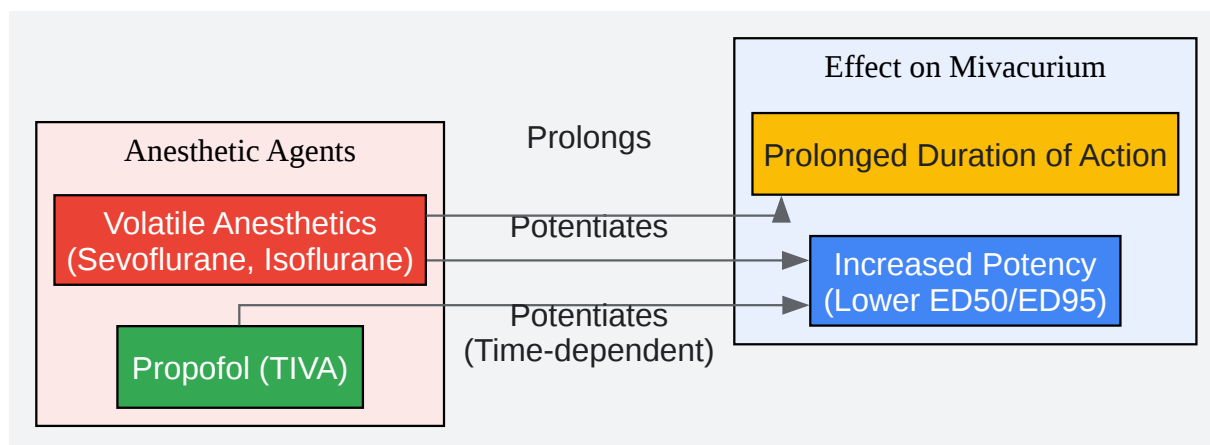 Anesthetic Agents
Volatile Anesthetics
(Sevoflurane, Isoflurane)
Propofol (TIVA)
Prolongs
Potentiates
Potentiates
(Time-dependent)
Effect on Mivacurium
Prolonged Duration of Action
Increased Potency
(Lower ED50/ED95)